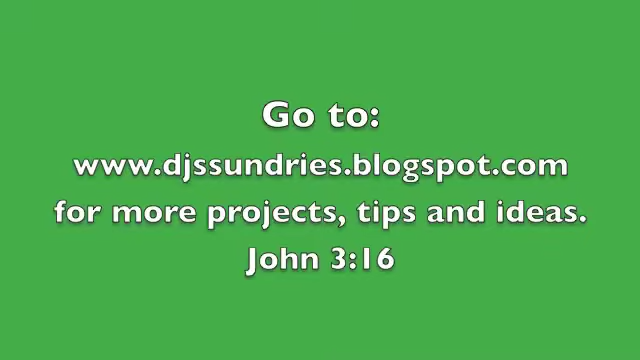 Go to:
www.djssundries.blogspot.com
for more projects, tips and ideas.
John 3:16